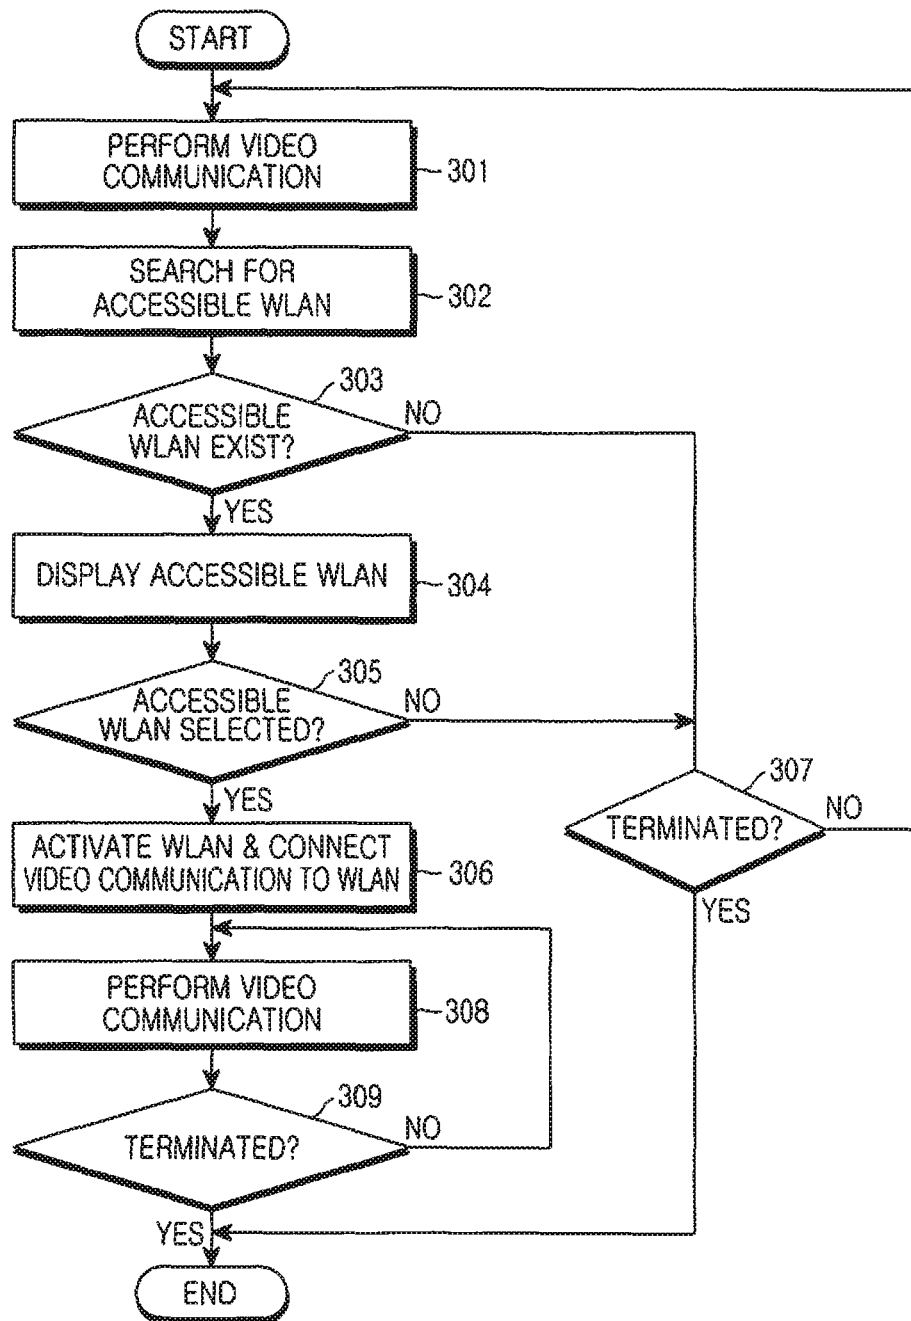 START
PERFORM VIDEO
COMMUNICATION
301
SEARCH FOR
ACCESSIBLE WLAN
302
303
ACCESSIBLE
WLAN EXIST?
NO
YES
DISPLAY ACCESSIBLE WLAN
304
305
ACCESSIBLE
WLAN SELECTED?
NO
YES
307
TERMINATED?
NO
YES
ACTIVATE WLAN & CONNECT
VIDEO COMMUNICATION TO WLAN
306
PERFORM VIDEO
COMMUNICATION
308
309
TERMINATED?
NO
YES
END